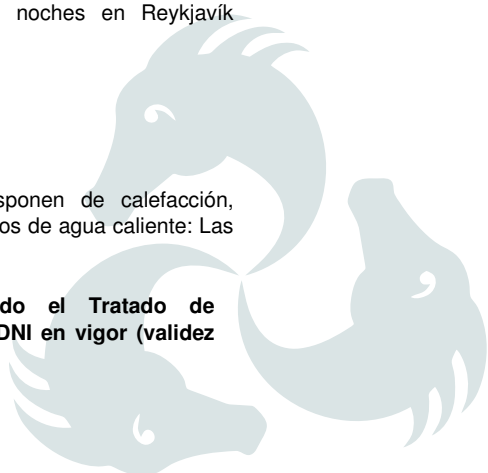 noches en Reykjavík
sponen de calefacción,
os de agua caliente: Las
do el Tratado de
DNI en vigor (validez